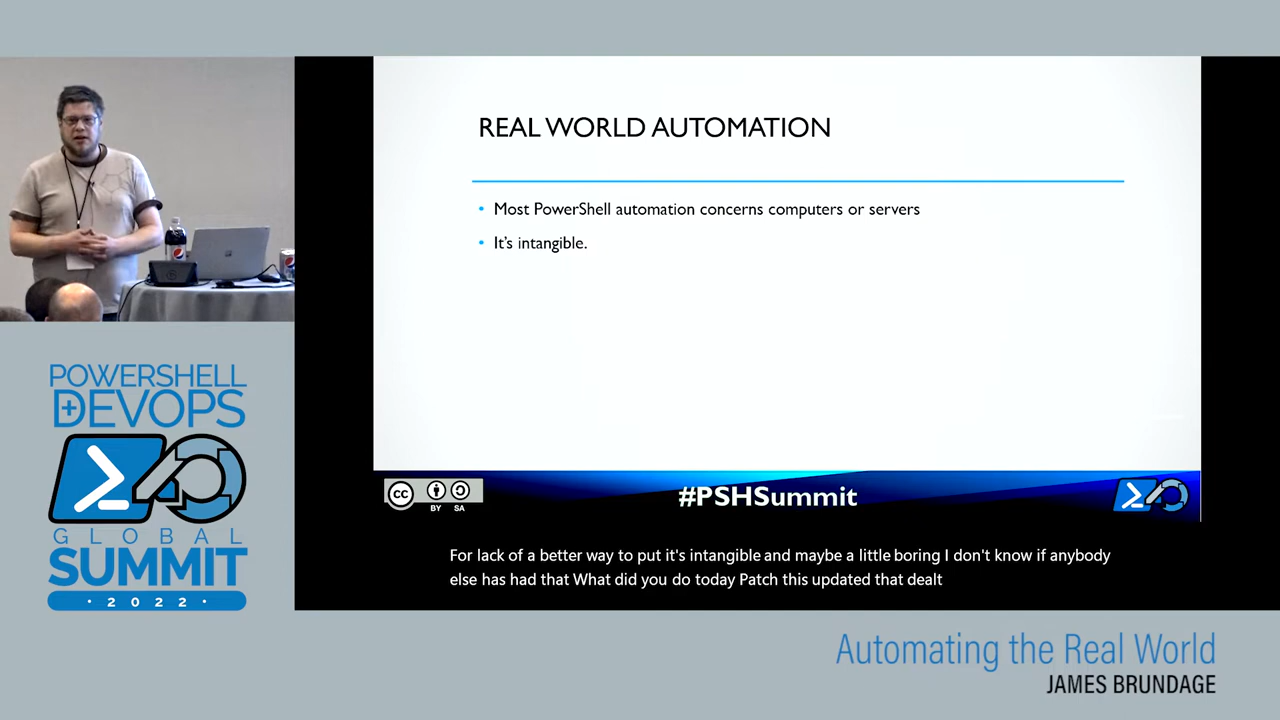 REAL WORLD AUTOMATION
• Most PowerShell automation concerns computers or servers
• It's intangible.
CC
BY SA
#PSHSummit
For lack of a better way to put it's intangible and maybe a little boring I don't know if anybody
else has had that What did you do today Patch this updated that dealt
POWERSHELL
+DEVOPS
GLOBAL
SUMMIT
· 2022 ·
Automating the Real World
JAMES BRUNDAGE